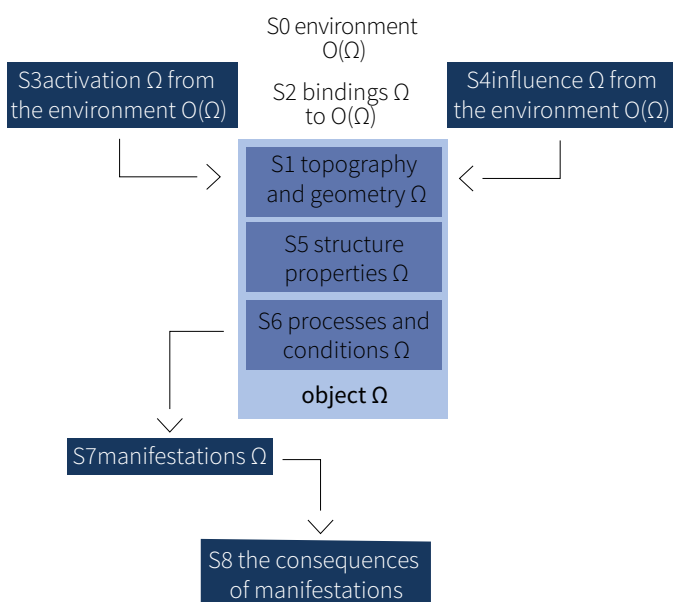 S0 environment
O(Ω)
S3activation Ω from
the environment O(Ω)
S2 bindings Ω
to O(Ω)
S4influence Ω from
the environment O(Ω)
S1 topography
and geometry Ω
S5 structure
properties Ω
S6 processes and
conditions Ω
object Ω
S7manifestations Ω
S8 the consequences
of manifestations